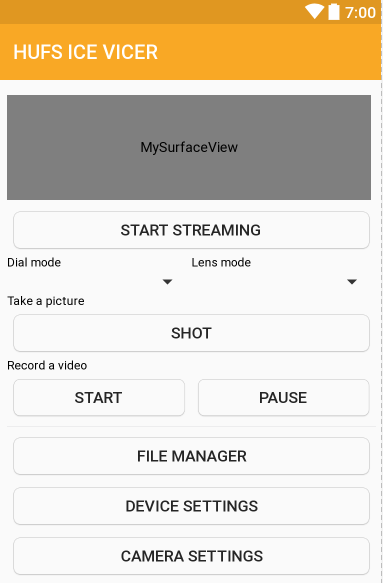 7:00
HUFS ICE VICER
MySurfaceView
START STREAMING
Dial mode Lens mode
Take a picture
SHOT
Record a video
START PAUSE
FILE MANAGER
DEVICE SETTINGS
CAMERA SETTINGS